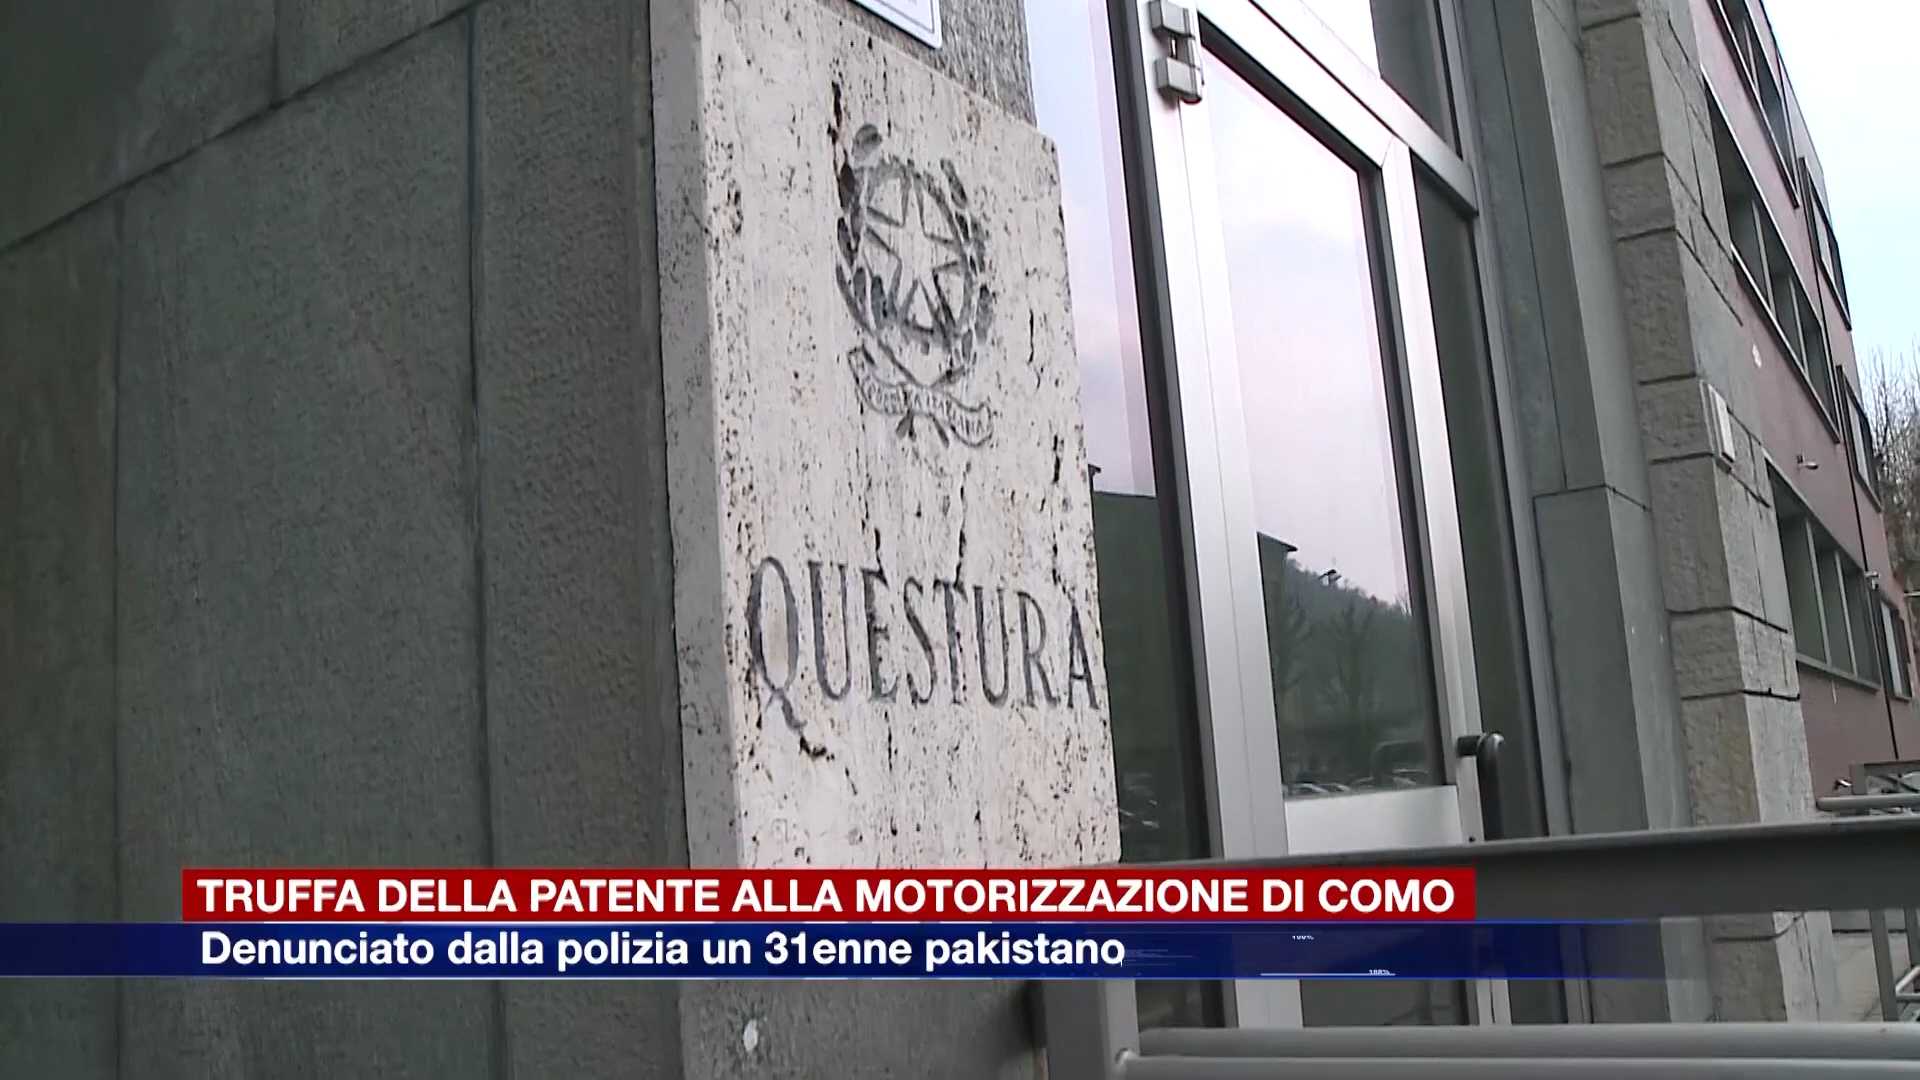 QUESTURA
TRUFFA DELLA PATENTE ALLA MOTORIZZAZIONE DI COMO
Denunciato dalla polizia un 31enne pakistano